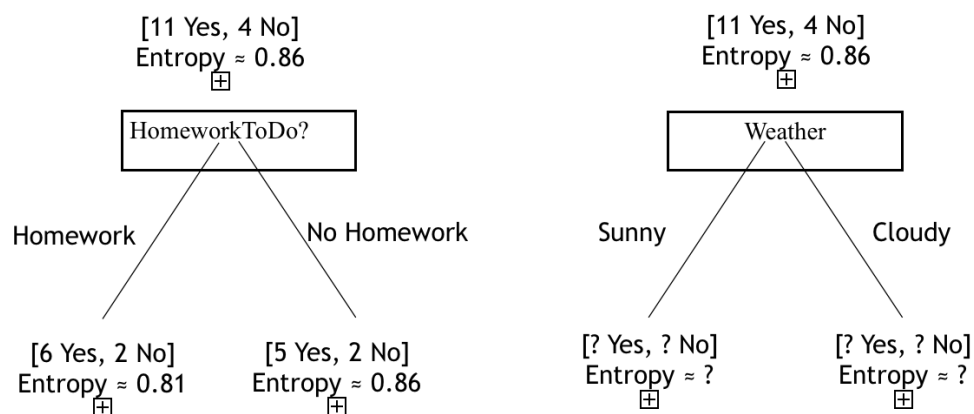 [11 Yes, 4 No]
Entropy ≈ 0.86
HomeworkToDo?
Homework
No Homework
[6 Yes, 2 No]
Entropy ≈ 0.81
[5 Yes, 2 No]
Entropy ≈ 0.86
[11 Yes, 4 No]
Entropy ≈ 0.86
Weather
Sunny
Cloudy
[? Yes, ? No]
Entropy ≈ ?
[? Yes, ? No]
Entropy ≈ ?